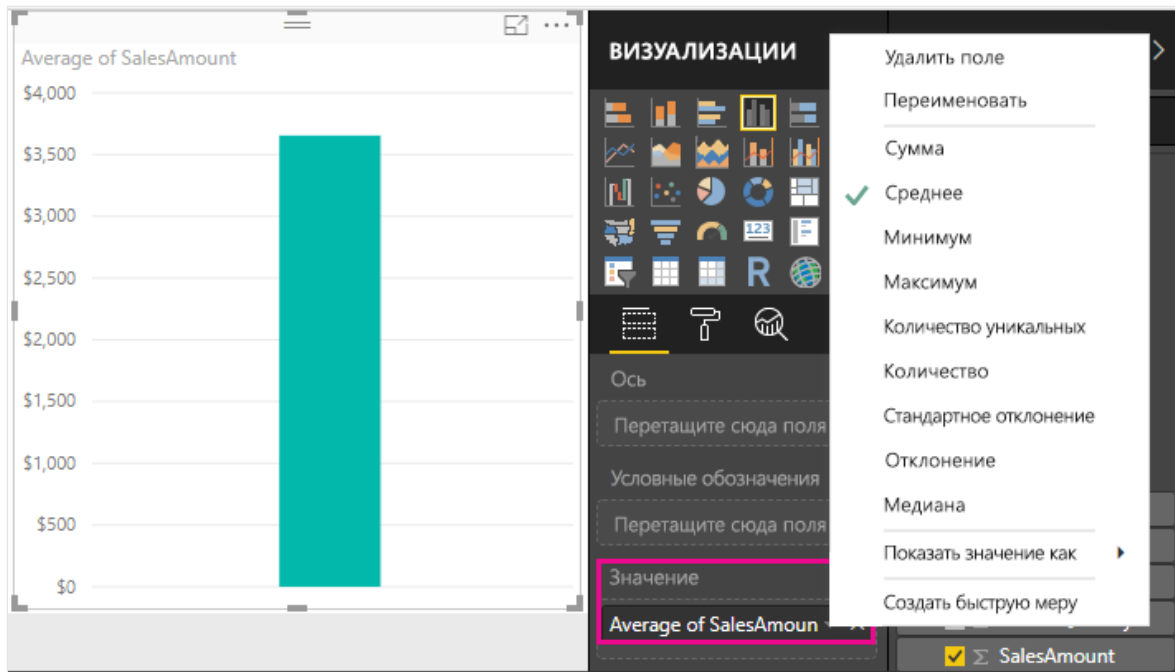 Average of SalesAmount
$4,000
$3,500
$3,000
$2,500
$2,000
$1,500
$1,000
$500
$0
ВИЗУАЛИЗАЦИИ
123
R
Ось
Перетащите сюда поля
Условные обозначения
Перетащите сюда поля
Значение
Average of SalesAmoun
Удалить поле
Переименовать
Сумма
Среднее
Минимум
Максимум
Количество уникальных
Количество
Стандартное отклонение
Отклонение
Медиана
Показать значение как
Создать быструю меру
Σ SalesAmount